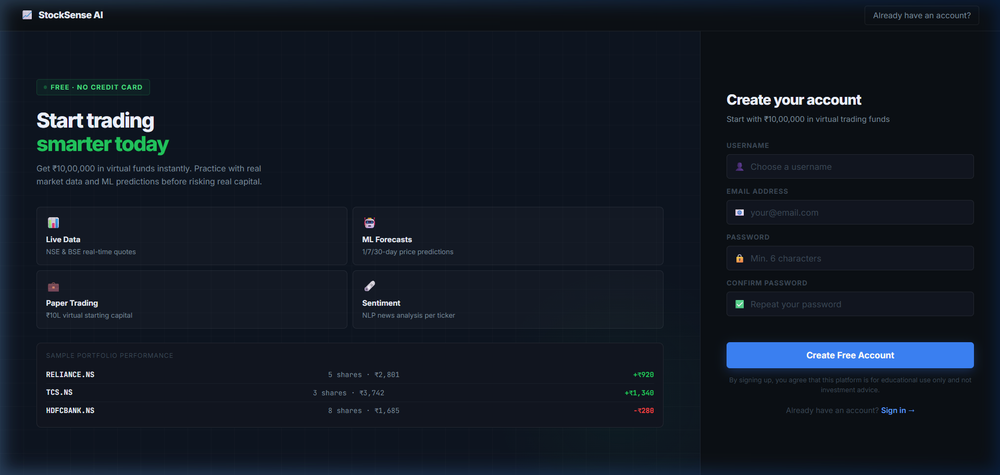 StockSense AI
Already have an account?
FREE · NO CREDIT CARD
Start trading
smarter today
Get ₹10,00,000 in virtual funds instantly. Practice with real
market data and ML predictions before risking real capital.
Live Data
NSE & BSE real-time quotes
ML Forecasts
1/7/30-day price predictions
Paper Trading
₹10L virtual starting capital
Sentiment
NLP news analysis per ticker
SAMPLE PORTFOLIO PERFORMANCE
RELIANCE.NS 5 shares · ₹2,801 +₹920
TCS.NS 3 shares · ₹3,742 +₹1,340
HDFCBANK.NS 8 shares · ₹1,685 -₹280
Create your account
Start with ₹10,00,000 in virtual trading funds
USERNAME
Choose a username
EMAIL ADDRESS
your@email.com
PASSWORD
Min. 6 characters
CONFIRM PASSWORD
Repeat your password
Create Free Account
By signing up, you agree that this platform is for educational use only and not
investment advice.
Already have an account? Sign in →